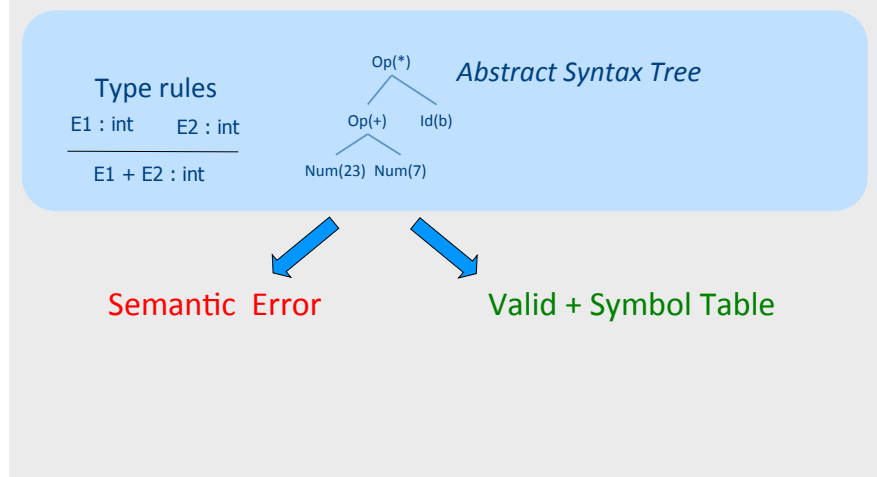 Type rules
E1 : int E2 : int
E1 + E2 : int
Op(*)
Op(+) Id(b)
Num(23) Num(7)
Abstract Syntax Tree
Semantic Error
Valid + Symbol Table